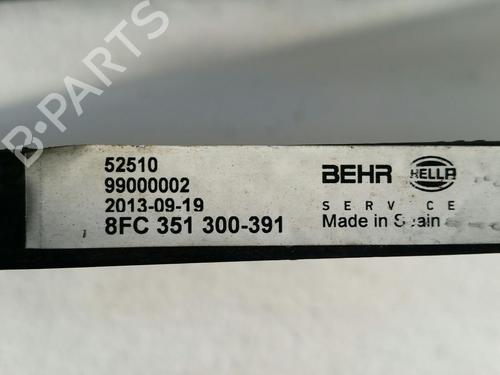 B-PARTS
52510
99000002
2013-09-19
8FC 351 300-391
BEHR HELLA
SERVICE
Made in Spain